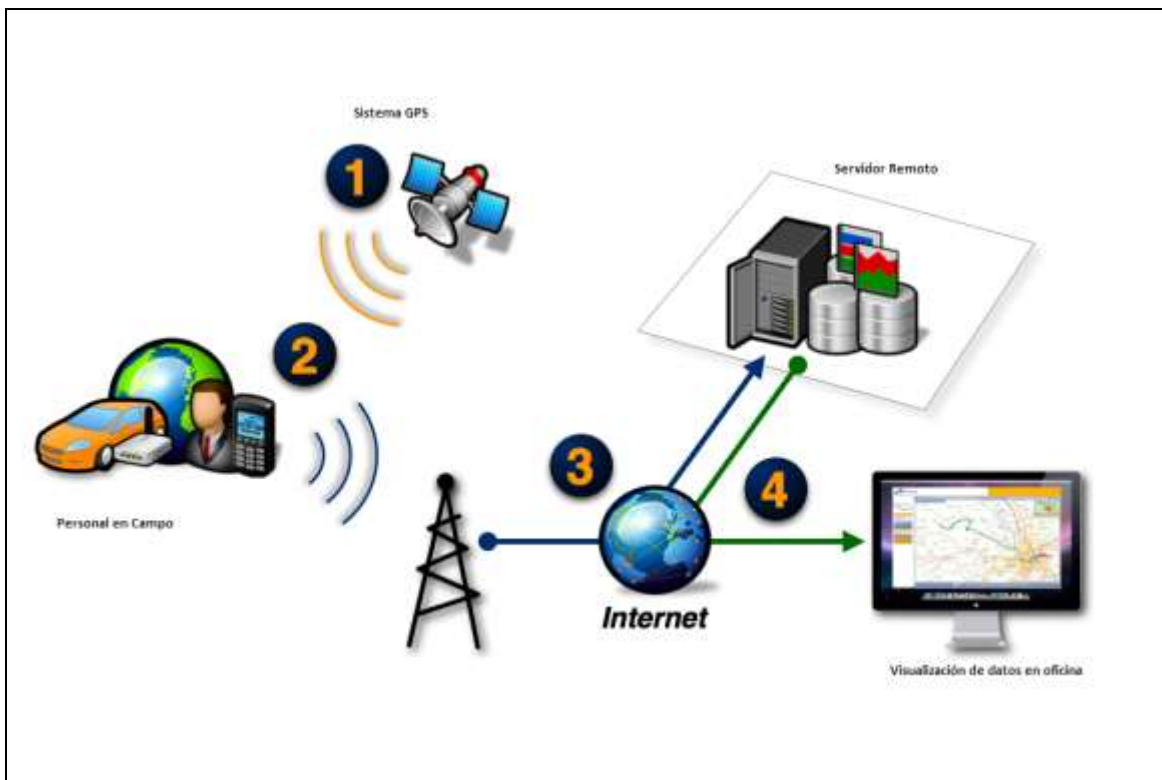 Sistema GPS
1
Servidor Remoto
2
Personal en Campo
3
4
Internet
Visualización de datos en oficina